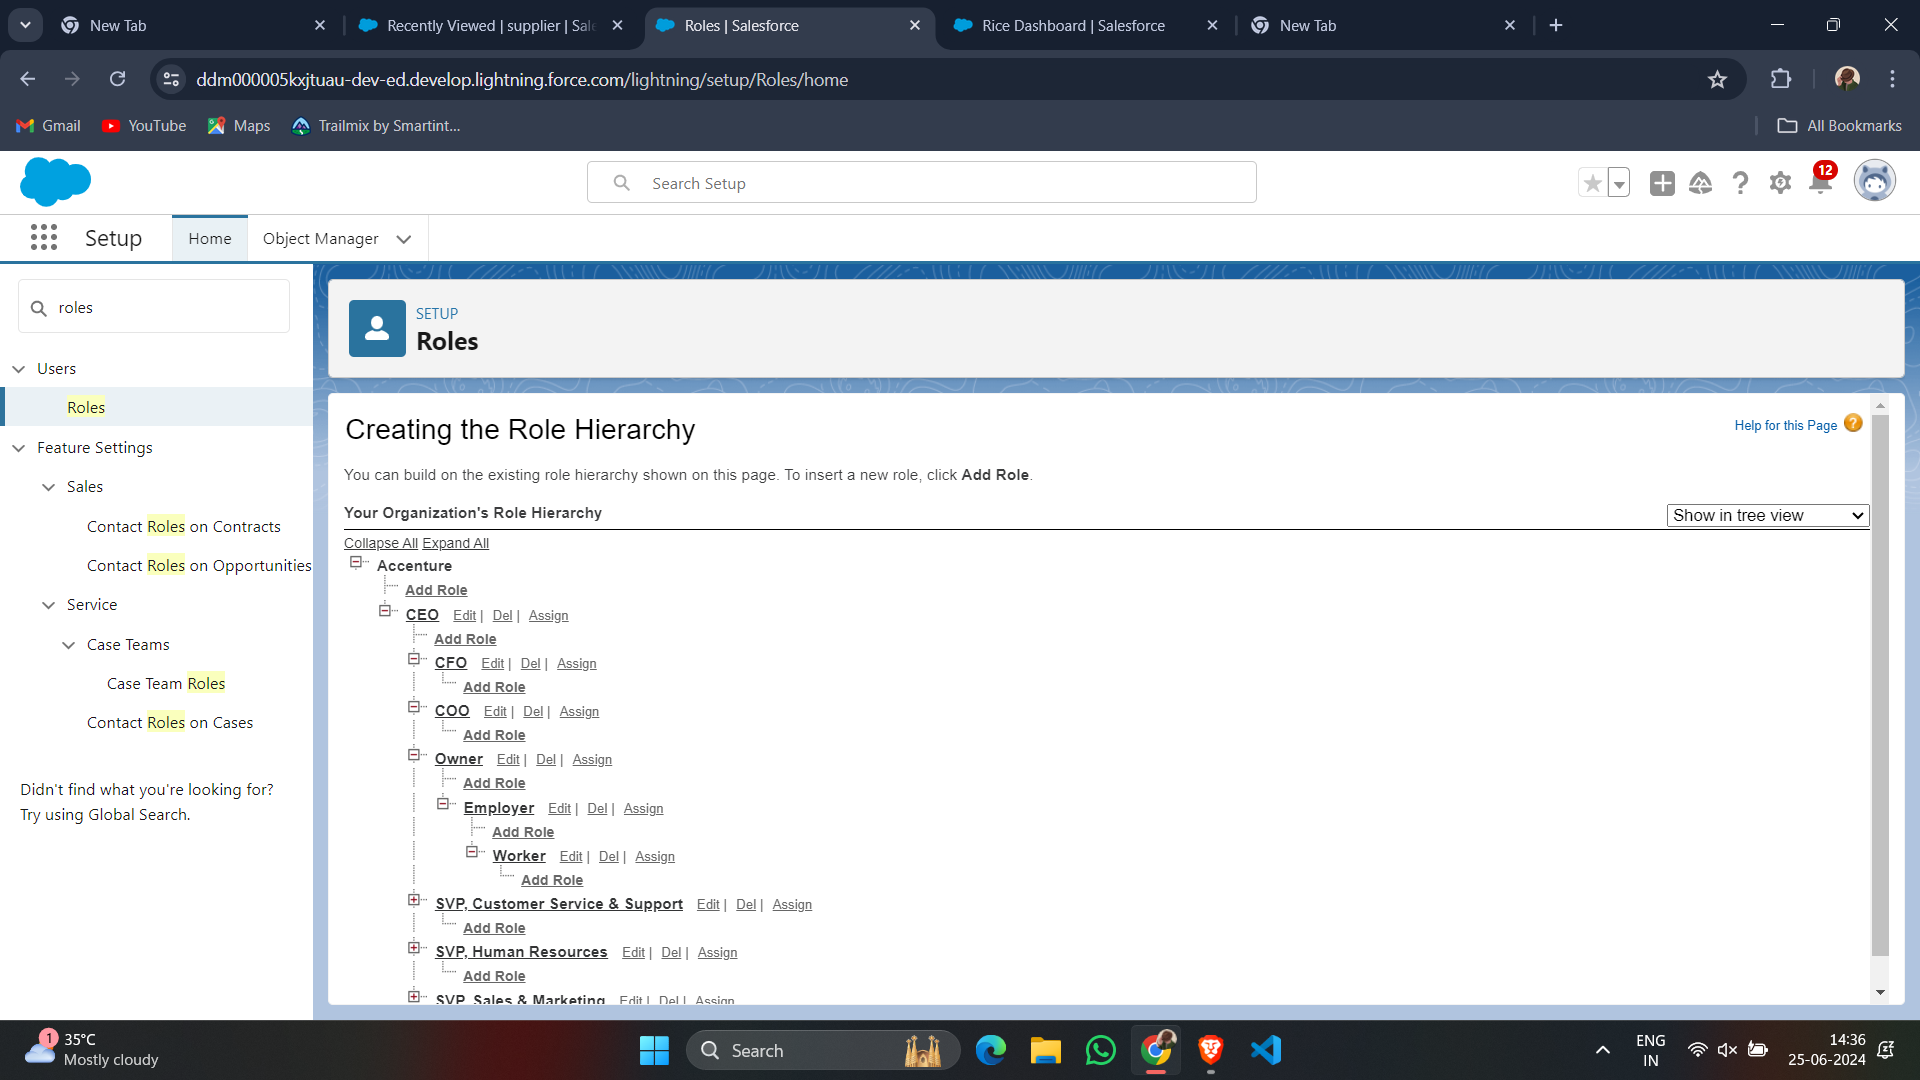 New Tab
Recently Viewed | supplier | Sale
Roles | Salesforce
Rice Dashboard | Salesforce
New Tab
ddm000005kxjtuau-dev-ed.develop.lightning.force.com/lightning/setup/Roles/home
Gmail
YouTube
Maps
Trailmix by Smartint...
All Bookmarks
Search Setup
12
Setup
Home
Object Manager
roles
Users
Roles
Feature Settings
Sales
Contact Roles on Contracts
Contact Roles on Opportunities
Service
Case Teams
Case Team Roles
Contact Roles on Cases
Didn't find what you're looking for?
Try using Global Search.
SETUP
Roles
Creating the Role Hierarchy
Help for this Page ?
You can build on the existing role hierarchy shown on this page. To insert a new role, click Add Role.
Your Organization's Role Hierarchy
Show in tree view
Collapse All Expand All
Accenture
Add Role
CEO Edit | Del | Assign
Add Role
CFO Edit | Del | Assign
Add Role
COO Edit | Del | Assign
Add Role
Owner Edit | Del | Assign
Add Role
Employer Edit | Del | Assign
Add Role
Worker Edit | Del | Assign
Add Role
SVP, Customer Service & Support Edit | Del | Assign
Add Role
SVP, Human Resources Edit | Del | Assign
Add Role
SVP, Sales & Marketing Edit | Del | Assign
1
35°C
Mostly cloudy
Search
ENG
IN
14:36
25-06-2024